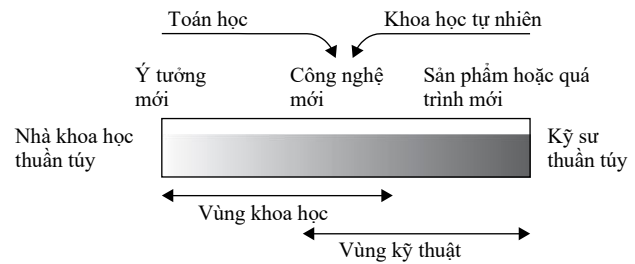 Toán học
Khoa học tự nhiên
Ý tưởng
mới
Công nghệ
mới
Sản phẩm hoặc quá
trình mới
Nhà khoa học
thuần túy
Kỹ sư
thuần túy
Vùng khoa học
Vùng kỹ thuật